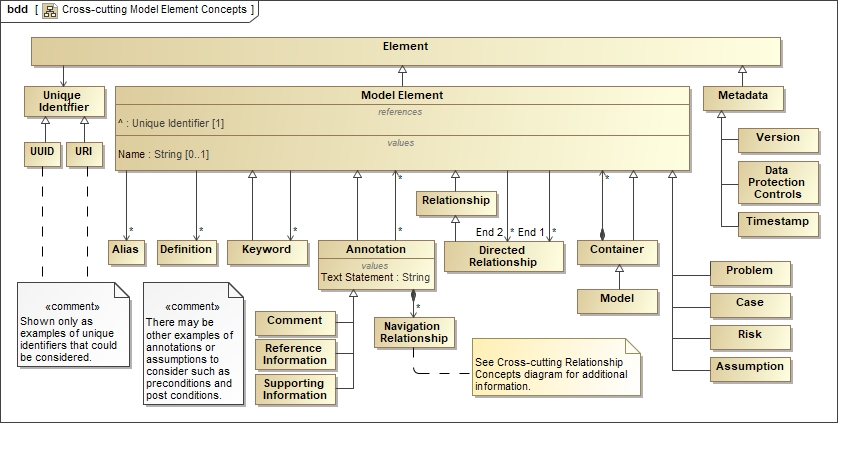 bdd [ Cross-cutting Model Element Concepts ]
Element
Unique
Identifier
Model Element
references
^ : Unique Identifier [1]
values
Name : String [0..1]
Metadata
UUID
URI
Version
Data
Protection
Controls
Timestamp
Relationship
* * * * End 2 * End 1 * *
Alias
Definition
Keyword
Annotation
values
Text Statement : String
Directed
Relationship
Container
Model
Problem
Case
Risk
Assumption
*
Comment
Reference
Information
Supporting
Information
Navigation
Relationship
«comment»
Shown only as
examples of unique
identifiers that could
be considered.
«comment»
There may be
other examples of
annotations or
assumptions to
consider such as
preconditions and
post conditions.
See Cross-cutting Relationship
Concepts diagram for additional
information.